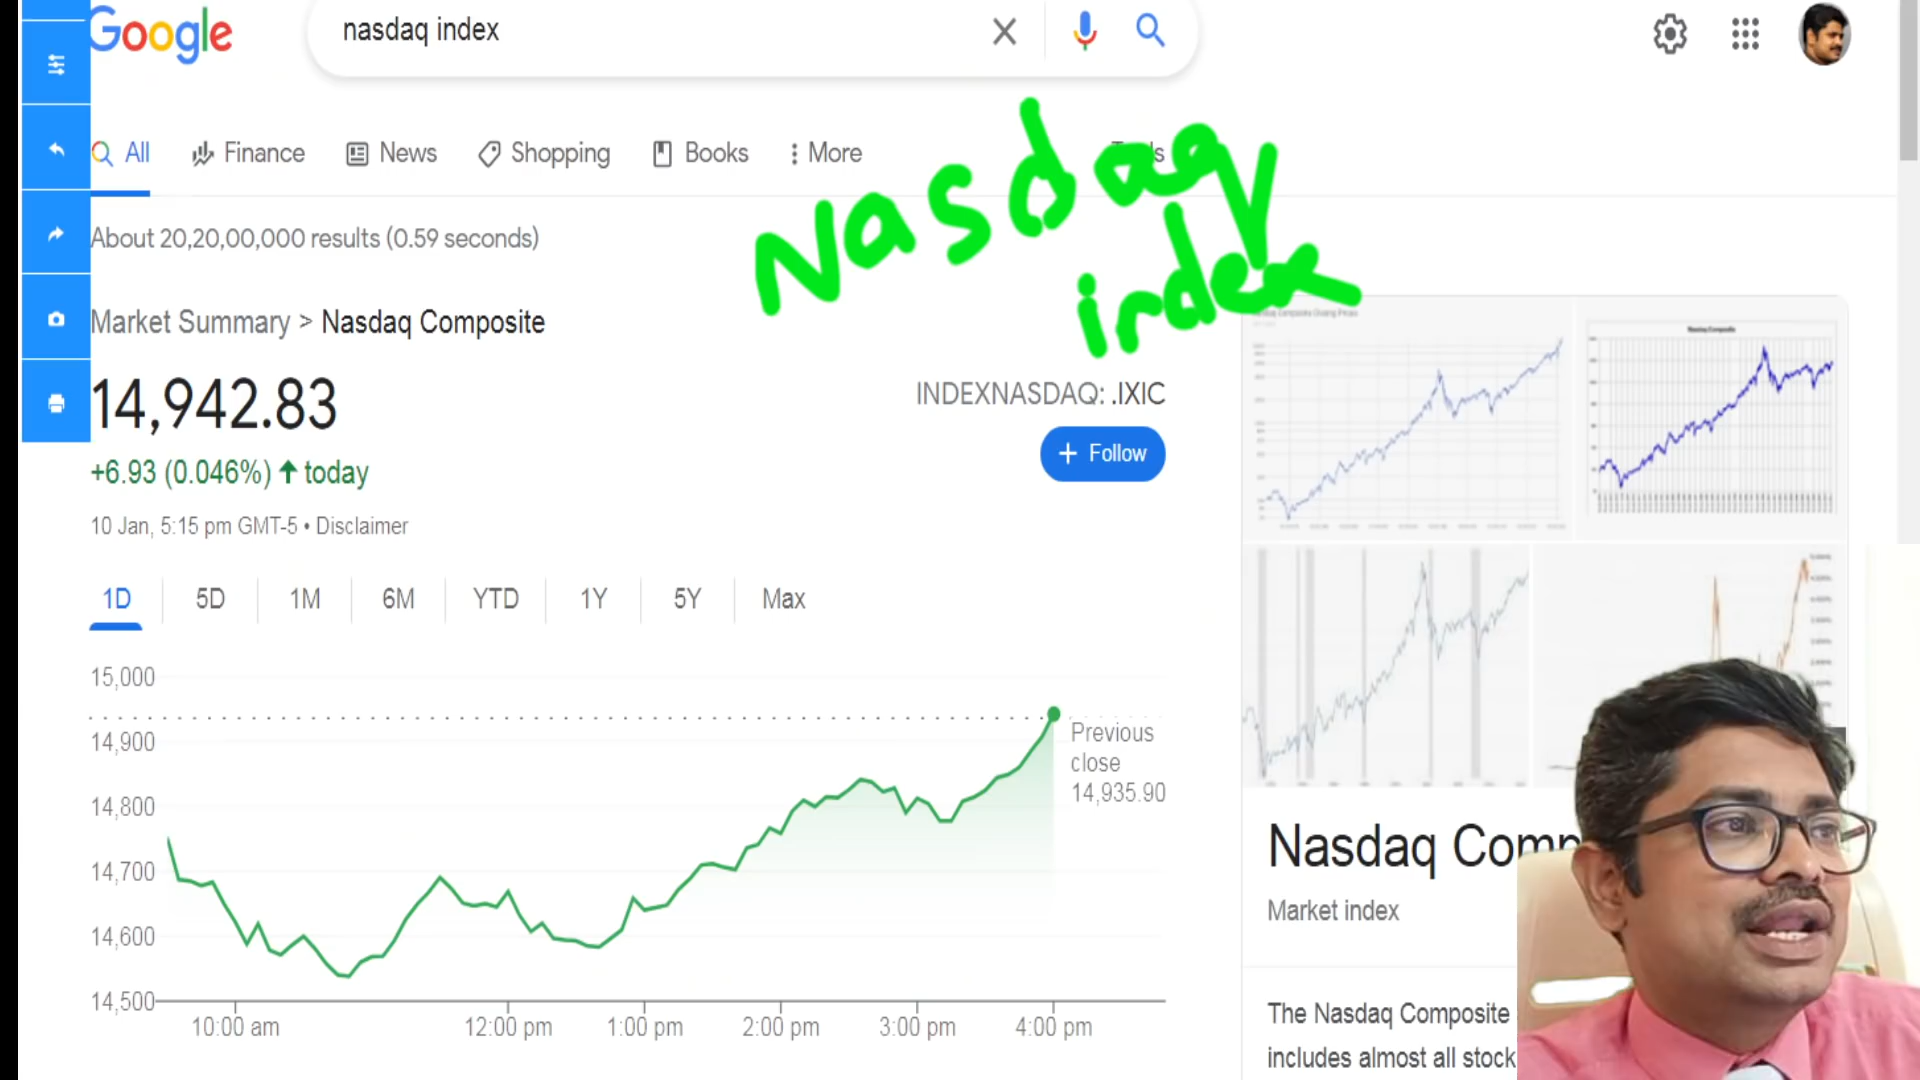 Google
nasdaq index
All
Finance
News
Shopping
Books
More
Nasdaq
index
About 20,20,00,000 results (0.59 seconds)
Market Summary > Nasdaq Composite
14,942.83
+6.93 (0.046%) ↑ today
10 Jan, 5:15 pm GMT-5 • Disclaimer
INDEXNASDAQ: .IXIC
+ Follow
1D
5D
1M
6M
YTD
1Y
5Y
Max
15,000
14,900
14,800
14,700
14,600
14,500
Previous
close
14,935.90
10:00 am
12:00 pm
1:00 pm
2:00 pm
3:00 pm
4:00 pm
Nasdaq Composite
Nasdaq Comp
Market index
The Nasdaq Composite
includes almost all stock